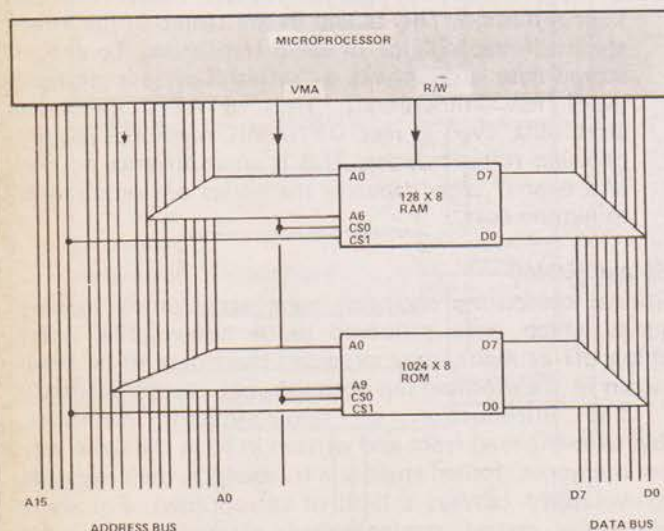 MICROPROCESSOR
VMA R/W̅
A0 D7
128 X 8
RAM
A6
CS0
CS1 D0
A0 D7
1024 X 8
ROM
A9
CS0
CS1 D0
A15 A0 D7 D0
ADDRESS BUS DATA BUS